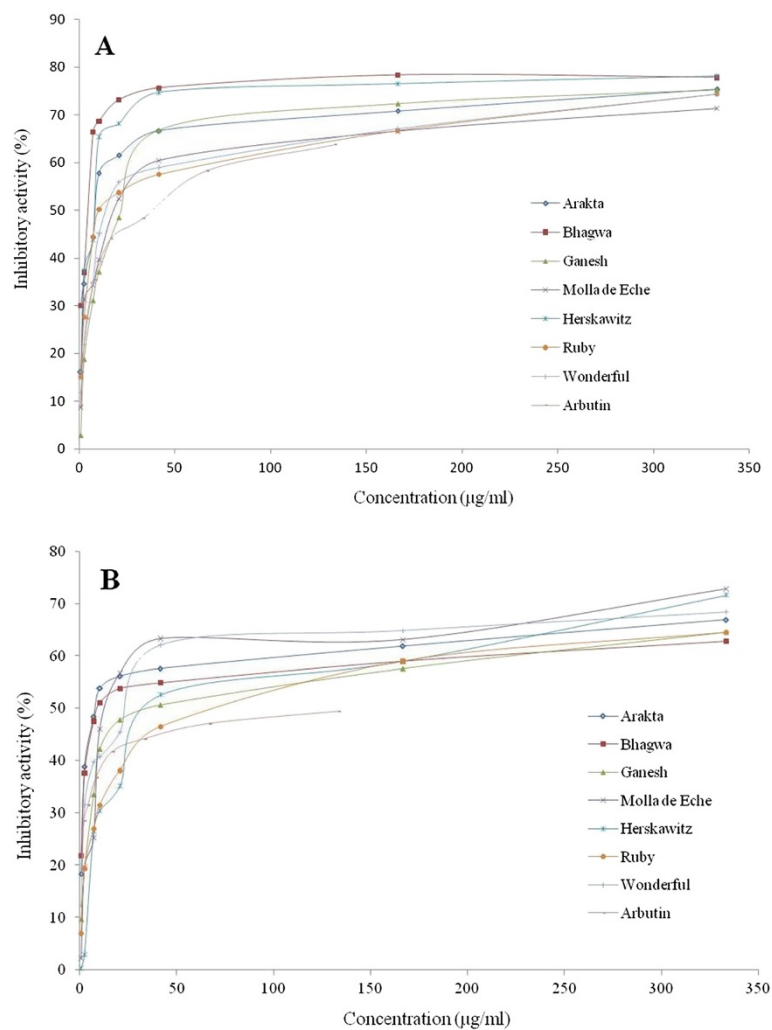 A
90
80
70
60
50
40
30
20
10
0
Inhibitory activity (%)
0 50 100 150 200 250 300 350
Concentration (µg/ml)
Arakta
Bhagwa
Ganesh
Molla de Eche
Herskawitz
Ruby
Wonderful
Arbutin
B
80
70
60
50
40
30
20
10
0
Inhibitory activity (%)
0 50 100 150 200 250 300 350
Concentration (µg/ml)
Arakta
Bhagwa
Ganesh
Molla de Eche
Herskawitz
Ruby
Wonderful
Arbutin